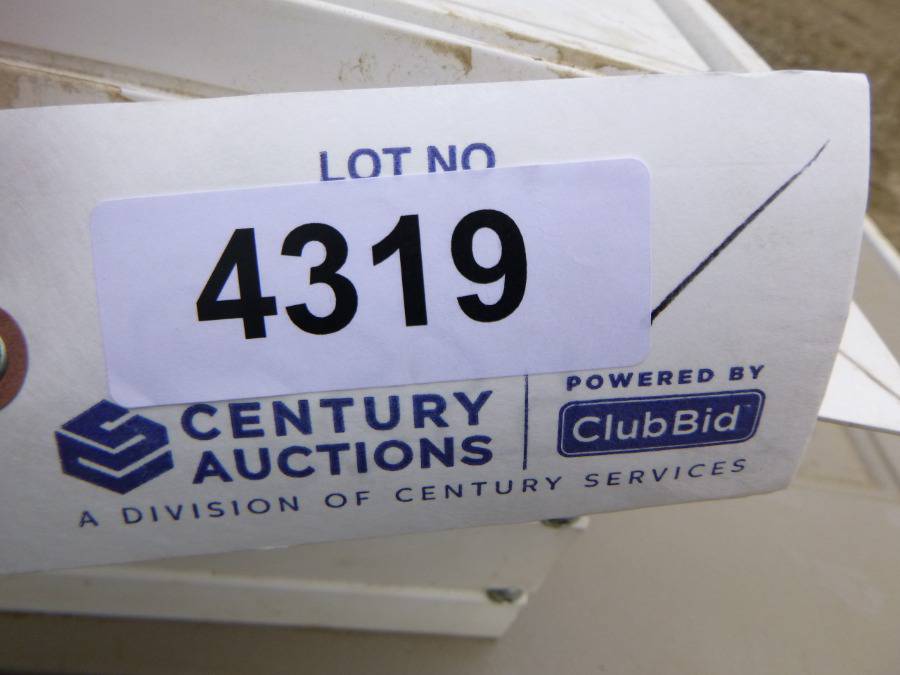 LOT NO
4319
CENTURY
AUCTIONS
A DIVISION OF CENTURY SERVICES
POWERED BY
ClubBid